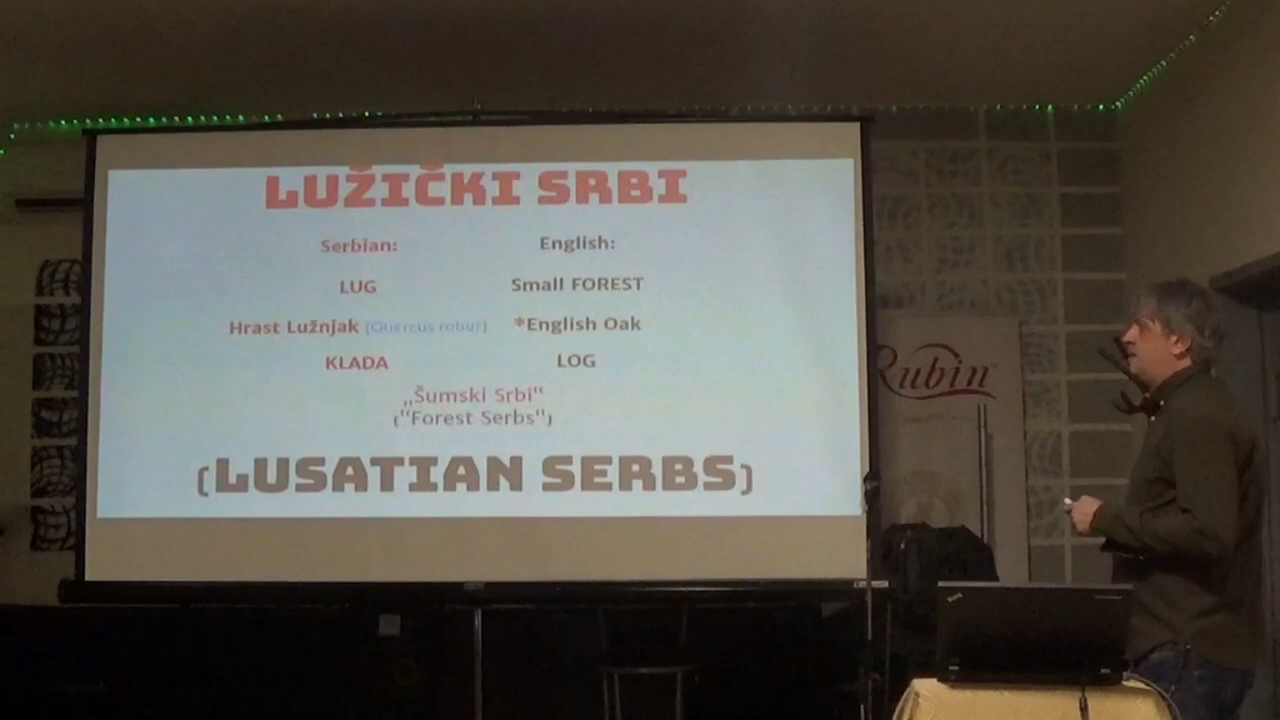 LUŽIČKI SRBI
Serbian: English:
LUG Small FOREST
Hrast Lužnjak (Quercus robur) *English Oak
KLADA LOG
„Šumski Srbi“
(“Forest Serbs“)
(LUSATIAN SERBS)
Rubin